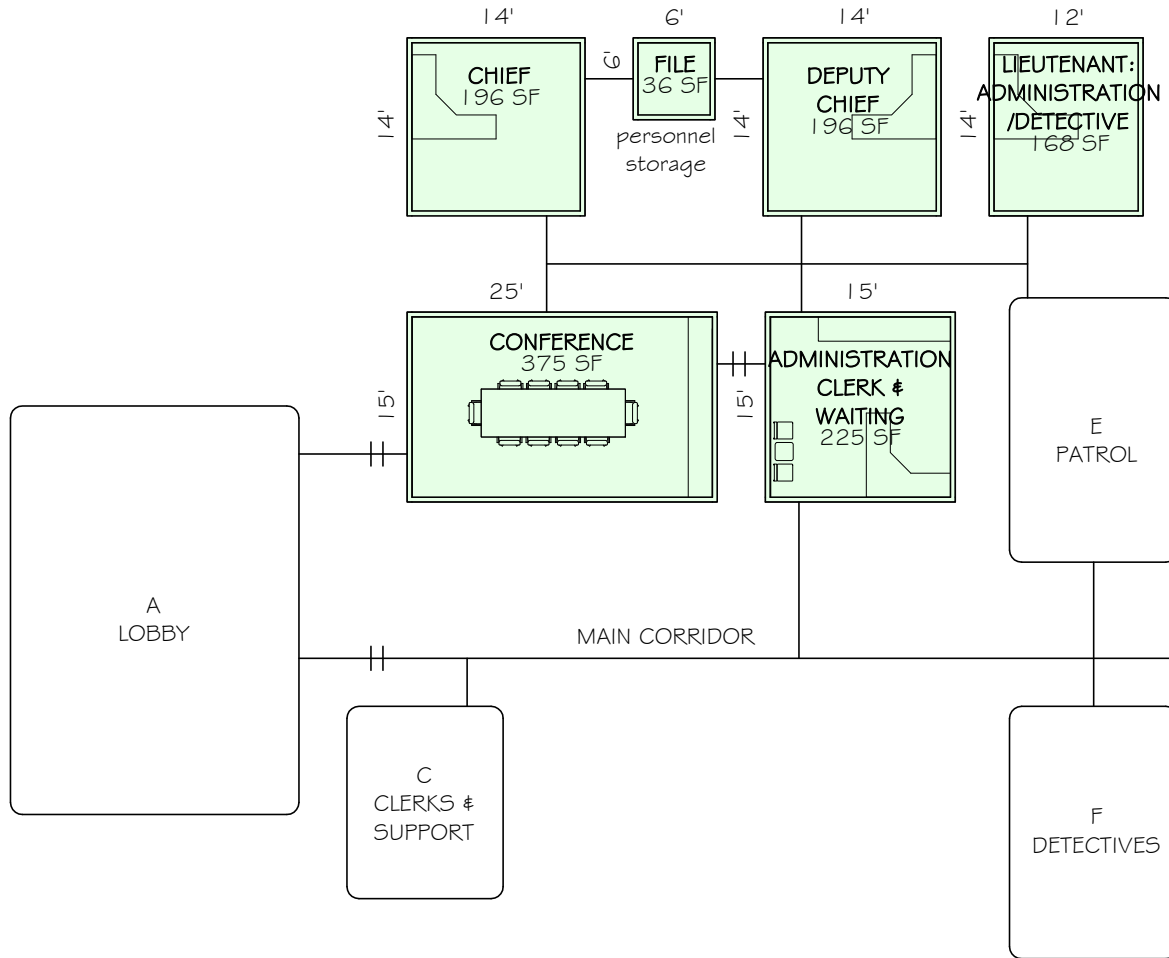 14'
6'
14'
12'
CHIEF
196 SF
14'
6'
FILE
36 SF
personnel
storage
14'
DEPUTY
CHIEF
196 SF
14'
LIEUTENANT:
ADMINISTRATION
/DETECTIVE
168 SF
25'
15'
CONFERENCE
375 SF
15'
15'
ADMINISTRATION
CLERK &
WAITING
225 SF
E
PATROL
A
LOBBY
MAIN CORRIDOR
C
CLERKS &
SUPPORT
F
DETECTIVES